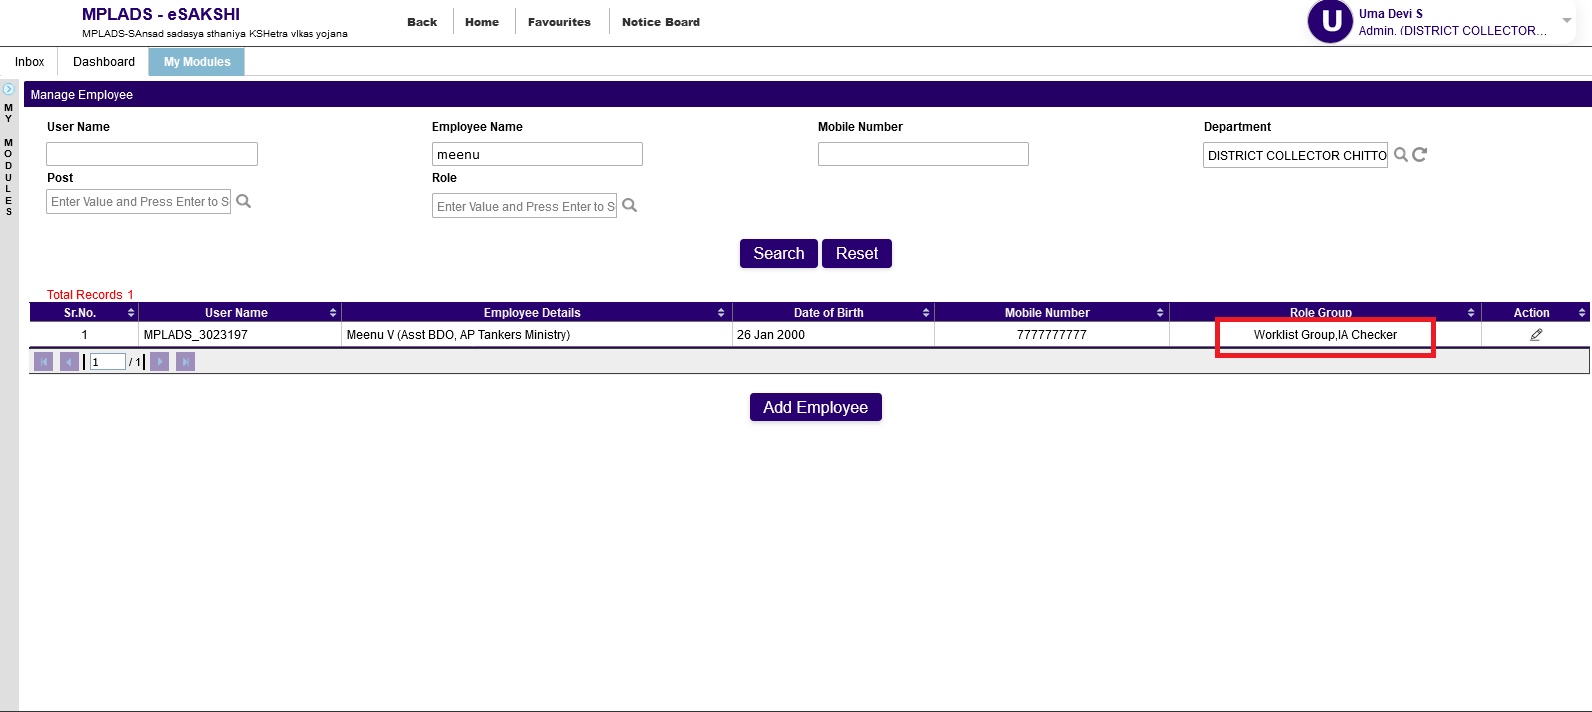 MPLADS - eSAKSHI
MPLADS-SAnsad sadasya sthaniya KSHetra vIkas yojana
Back Home Favourites Notice Board
U
Uma Devi S
Admin. (DISTRICT COLLECTOR...
Inbox Dashboard My Modules
MY MODULES
Manage Employee
User Name Employee Name Mobile Number Department
meenu DISTRICT COLLECTOR CHITTO
Post Role
Enter Value and Press Enter to S Enter Value and Press Enter to S
Search Reset
Total Records 1
Sr.No. User Name Employee Details Date of Birth Mobile Number Role Group Action
1 MPLADS_3023197 Meenu V (Asst BDO, AP Tankers Ministry) 26 Jan 2000 7777777777 Worklist Group,IA Checker
1 / 1
Add Employee